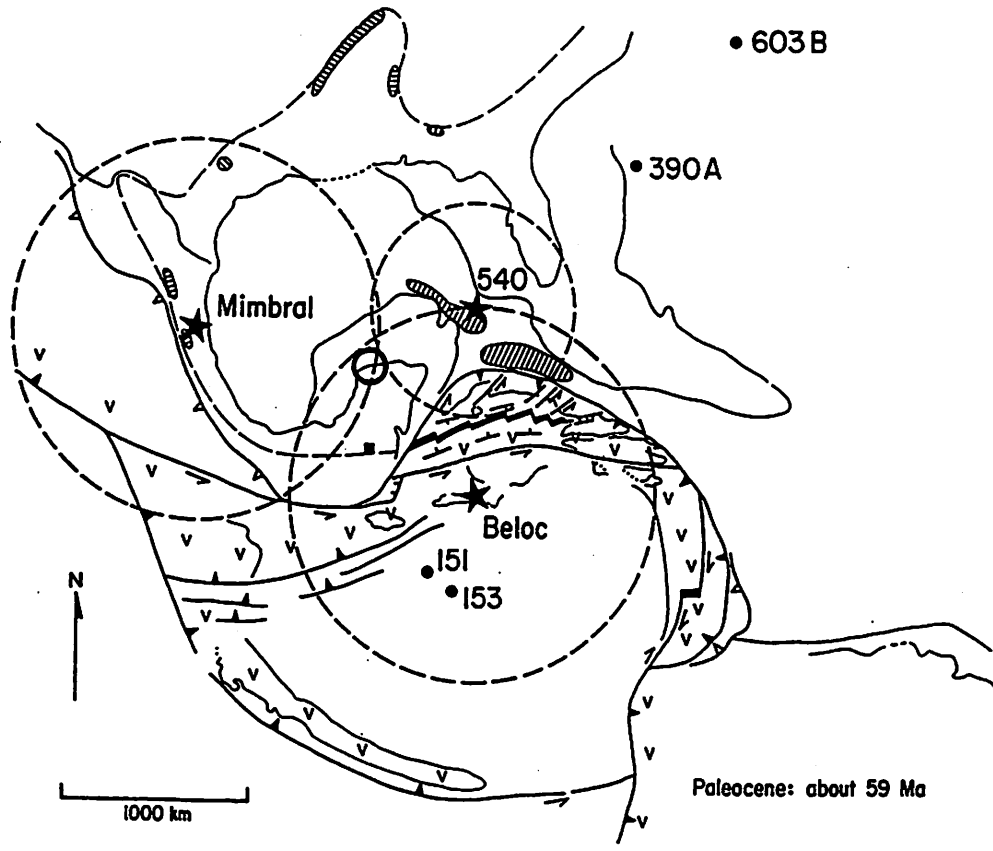 603B
390A
540
Mimbral
Beloc
151
153
N
1000 km
Paleocene: about 59 Ma
v v v v v v v v v v v v v v v v v v v v v v v v v v